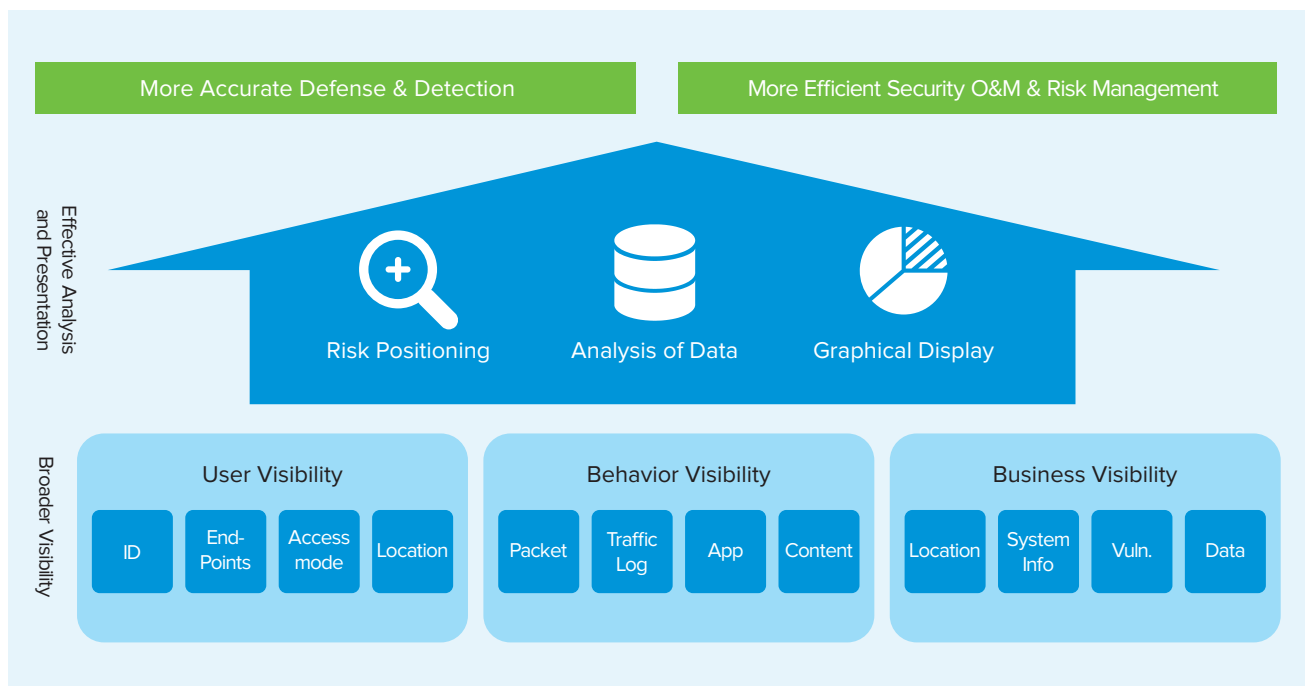 More Accurate Defense & Detection
More Efficient Security O&M & Risk Management
Effective Analysis
and Presentation
Risk Positioning
Analysis of Data
Graphical Display
Broader Visibility
User Visibility
ID
End-
Points
Access
mode
Location
Behavior Visibility
Packet
Traffic
Log
App
Content
Business Visibility
Location
System
Info
Vuln.
Data